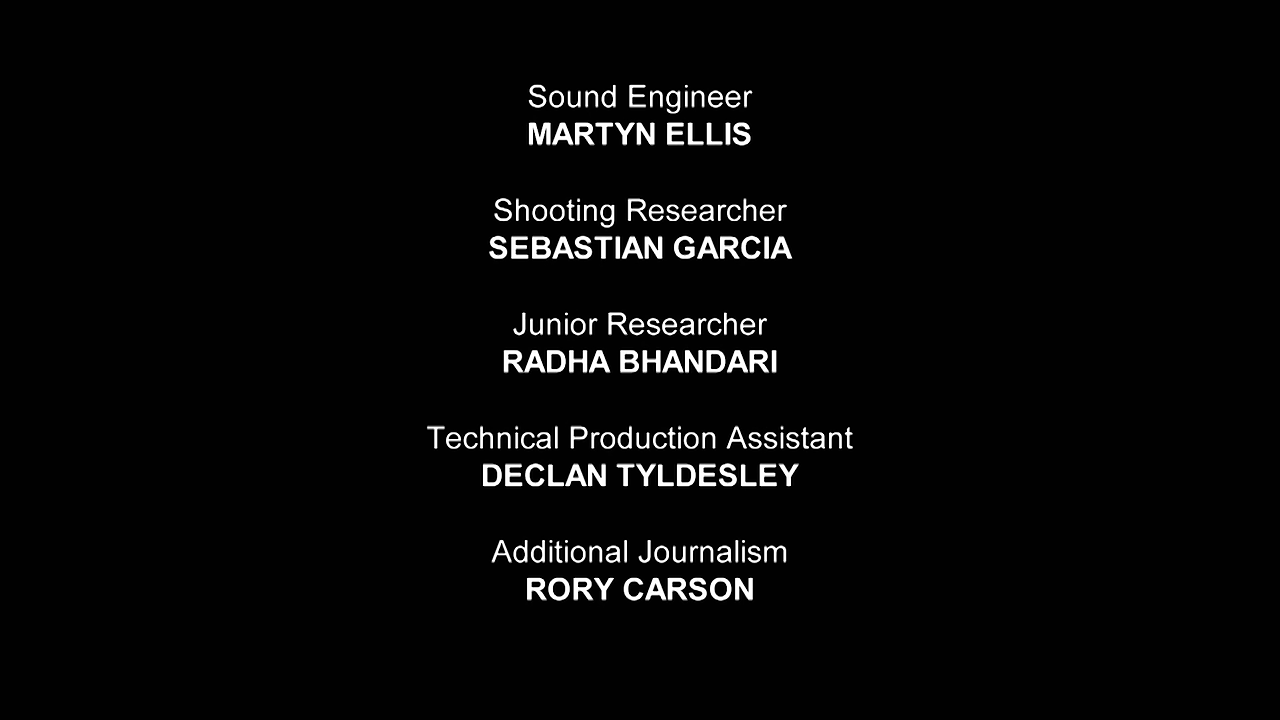 Sound Engineer
MARTYN ELLIS
Shooting Researcher
SEBASTIAN GARCIA
Junior Researcher
RADHA BHANDARI
Technical Production Assistant
DECLAN TYLDESLEY
Additional Journalism
RORY CARSON